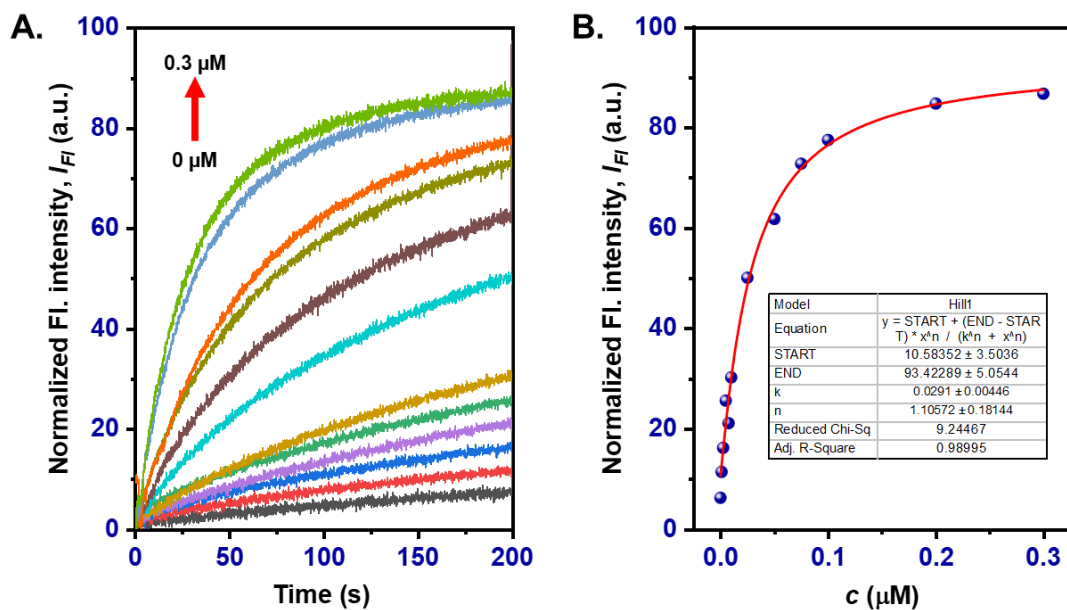 A.
Normalized Fl. intensity, I_Fl (a.u.)
100
80
60
40
20
0
0.3 µM
0 µM
0
50
100
150
200
Time (s)
B.
Normalized Fl. intensity, I_Fl (a.u.)
100
80
60
40
20
0
Model Hill1
Equation y = START + (END - STAR
T) * x^n / (k^n + x^n)
START 10.58352 ± 3.5036
END 93.42289 ± 5.0544
k 0.0291 ± 0.00446
n 1.10572 ± 0.18144
Reduced Chi-Sq 9.24467
Adj. R-Square 0.98995
0.0
0.1
0.2
0.3
c (µM)